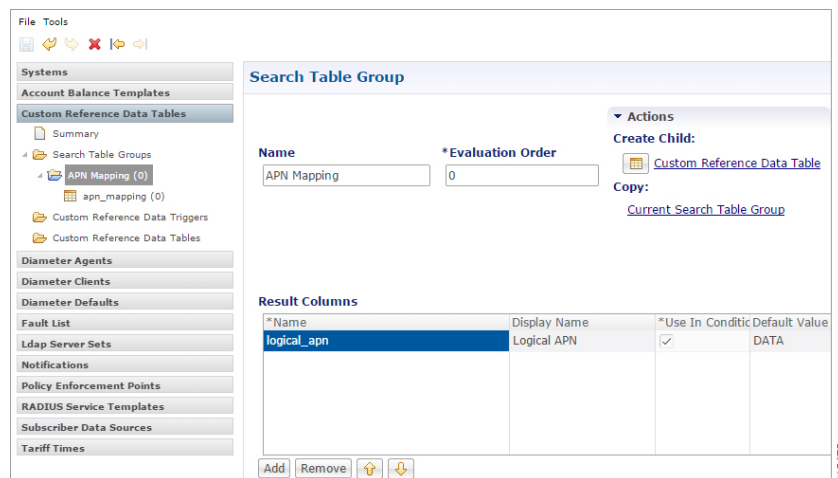 File Tools
Systems
Account Balance Templates
Custom Reference Data Tables
Summary
Search Table Groups
APN Mapping (0)
apn_mapping (0)
Custom Reference Data Triggers
Custom Reference Data Tables
Diameter Agents
Diameter Clients
Diameter Defaults
Fault List
Ldap Server Sets
Notifications
Policy Enforcement Points
RADIUS Service Templates
Subscriber Data Sources
Tariff Times
Search Table Group
Name
*Evaluation Order
APN Mapping
0
Actions
Create Child:
Custom Reference Data Table
Copy:
Current Search Table Group
Result Columns
*Name Display Name *Use In Conditic Default Value
logical_apn Logical APN DATA
Add Remove